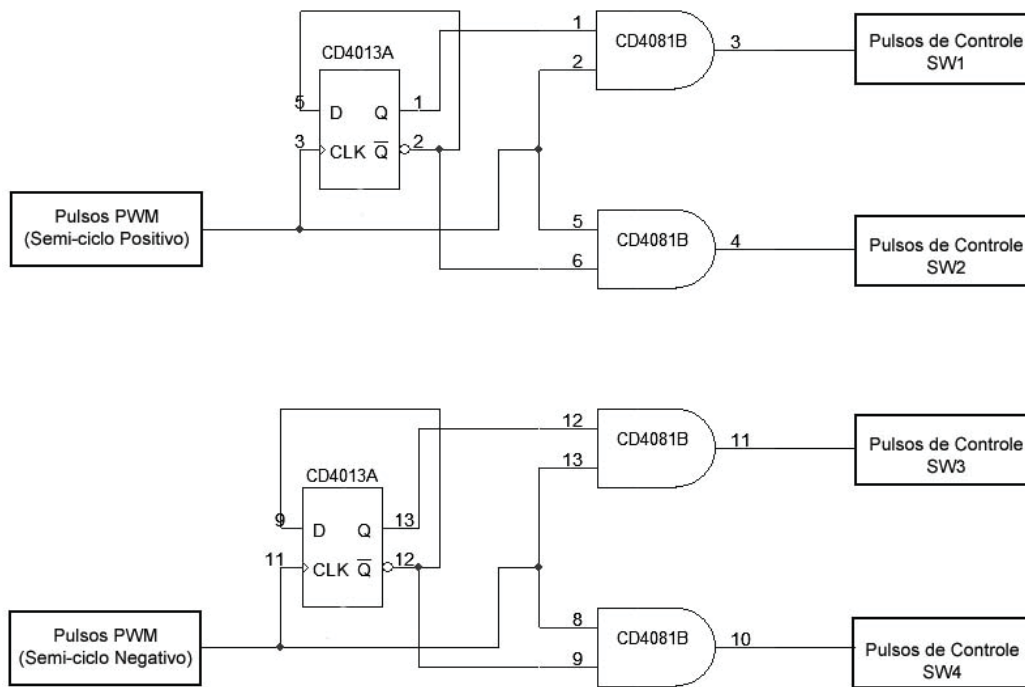 1
CD4081B
3
Pulsos de Controle
SW1
2
CD4013A
5
D
Q
1
3
CLK
Q
2
Pulsos PWM
(Semi-ciclo Positivo)
5
CD4081B
4
6
Pulsos de Controle
SW2
12
CD4081B
11
13
Pulsos de Controle
SW3
CD4013A
9
D
Q
13
11
CLK
Q
12
Pulsos PWM
(Semi-ciclo Negativo)
8
CD4081B
10
9
Pulsos de Controle
SW4